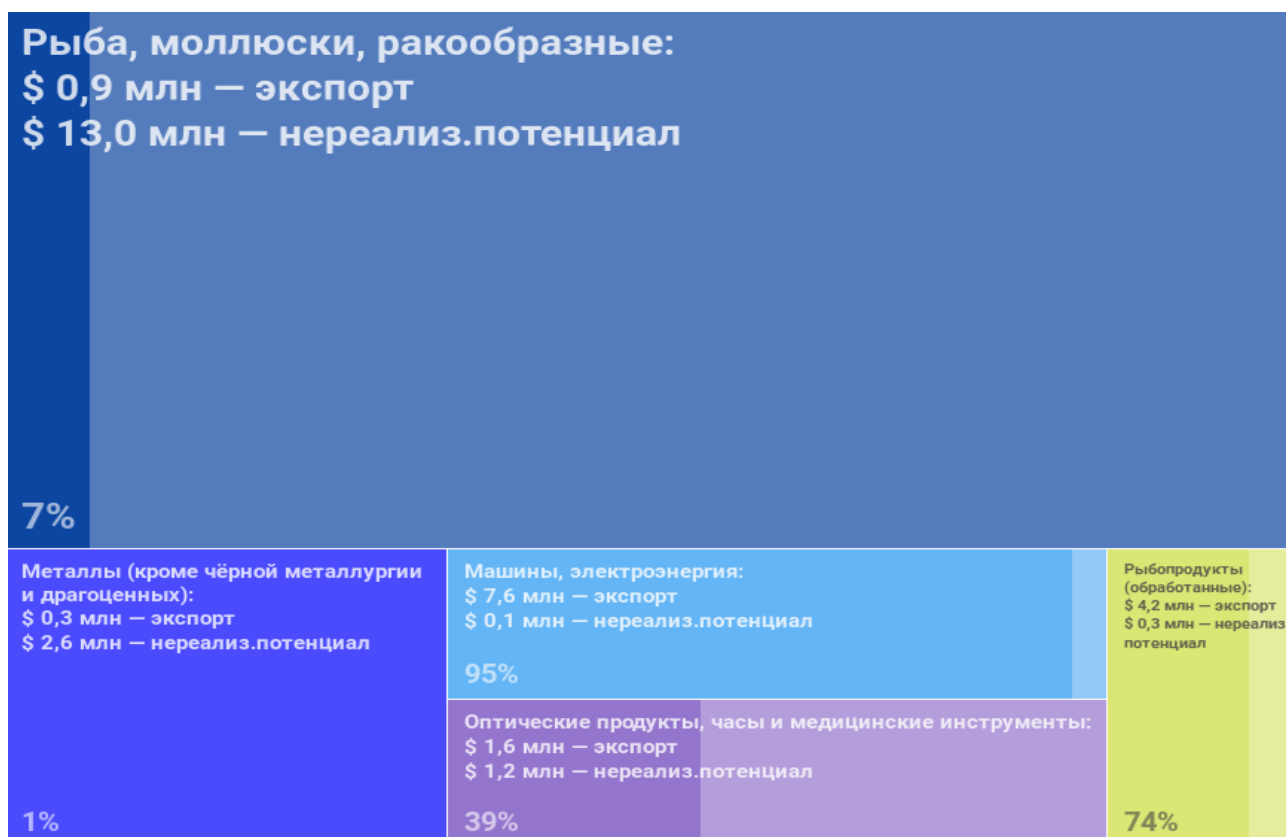 Рыба, моллюски, ракообразные:
$ 0,9 млн — экспорт
$ 13,0 млн — нереализ.потенциал
7%
Металлы (кроме чёрной металлургии
и драгоценных):
$ 0,3 млн — экспорт
$ 2,6 млн — нереализ.потенциал
1%
Машины, электроэнергия:
$ 7,6 млн — экспорт
$ 0,1 млн — нереализ.потенциал
95%
Оптические продукты, часы и медицинские инструменты:
$ 1,6 млн — экспорт
$ 1,2 млн — нереализ.потенциал
39%
Рыбопродукты
(обработанные):
$ 4,2 млн — экспорт
$ 0,3 млн — нереализ
потенциал
74%